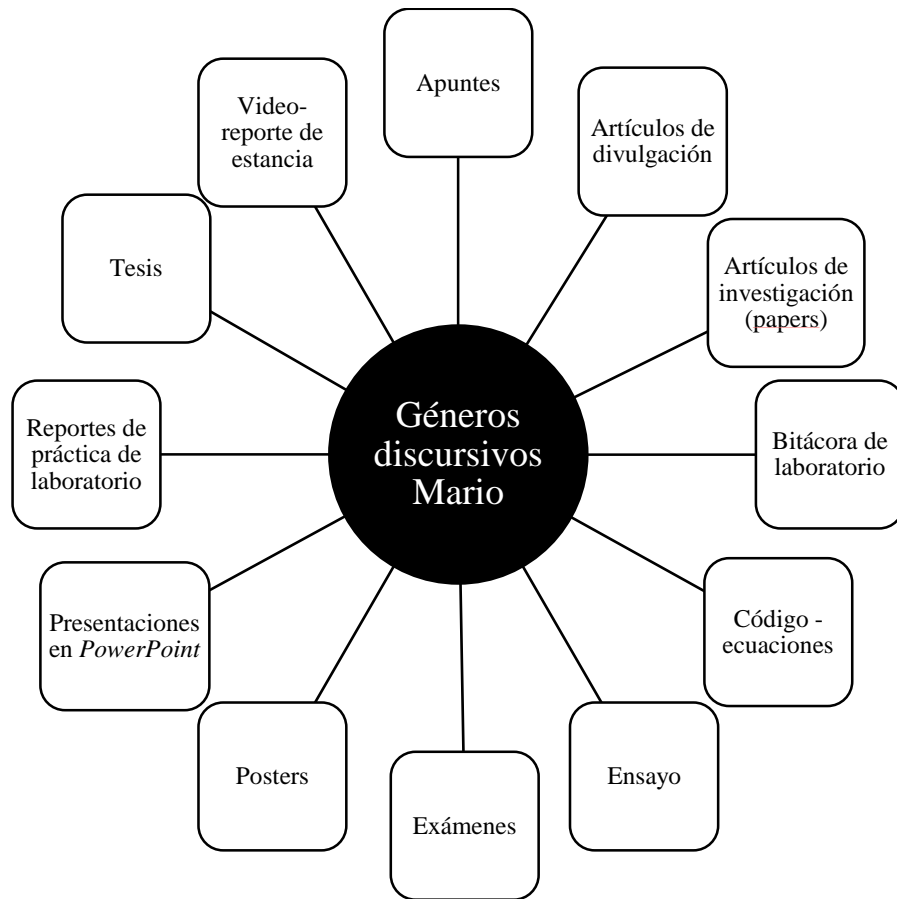 Apuntes
Artículos de
divulgación
Artículos de
investigación
(papers)
Bitácora de
laboratorio
Código -
ecuaciones
Ensayo
Exámenes
Posters
Presentaciones
en PowerPoint
Reportes de
práctica de
laboratorio
Tesis
Video-
reporte de
estancia
Géneros
discursivos
Mario